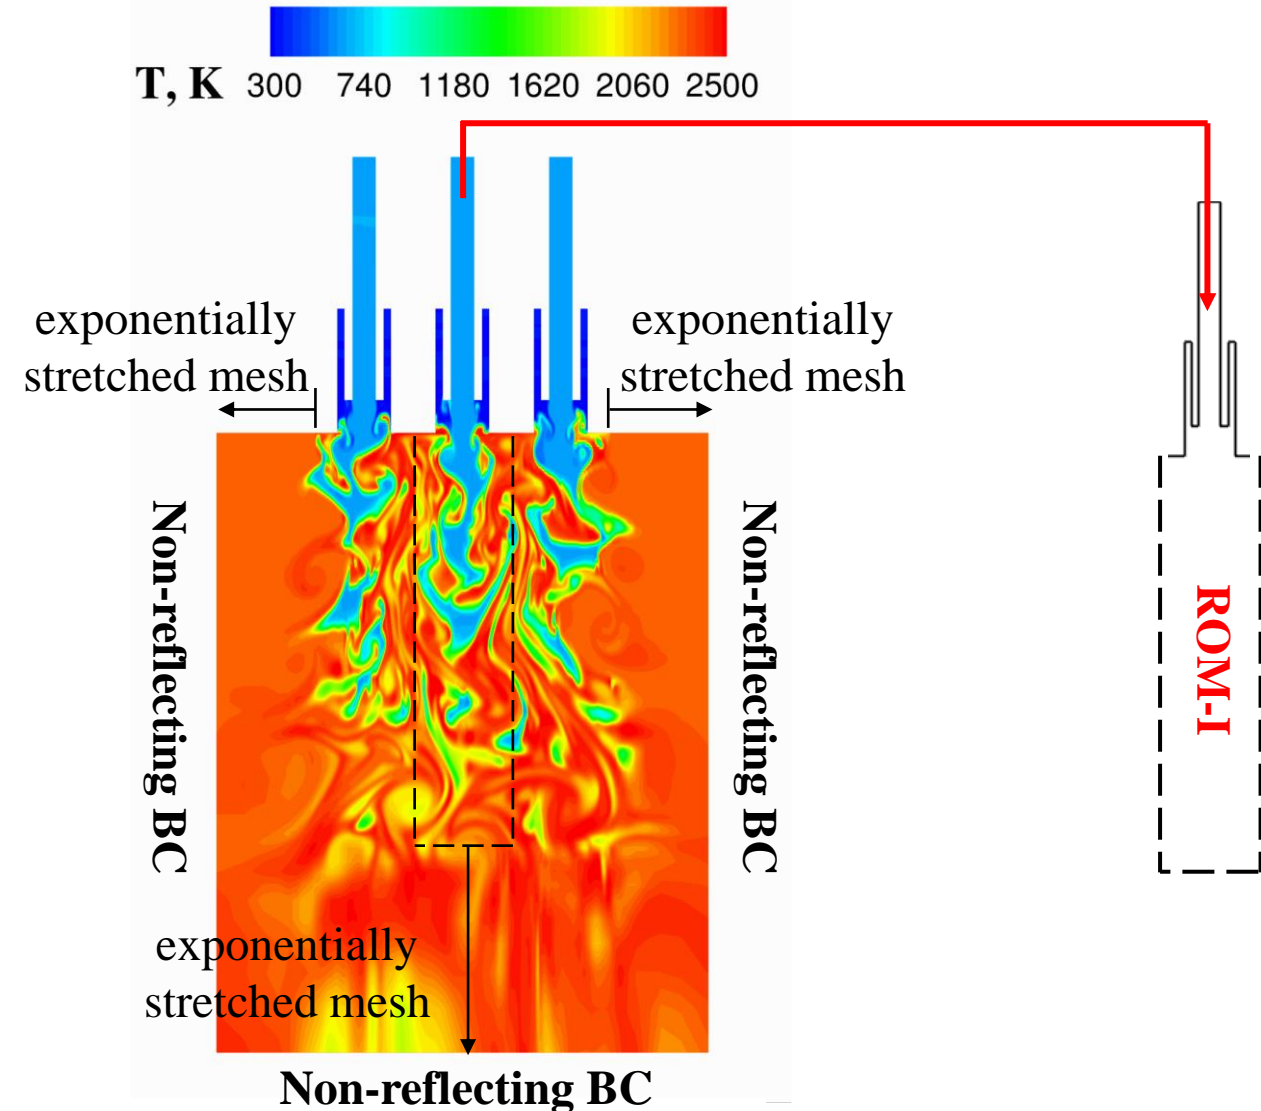 T, K 300 740 1180 1620 2060 2500
exponentially
stretched mesh
exponentially
stretched mesh
Non-reflecting BC
Non-reflecting BC
ROM-I
exponentially
stretched mesh
Non-reflecting BC